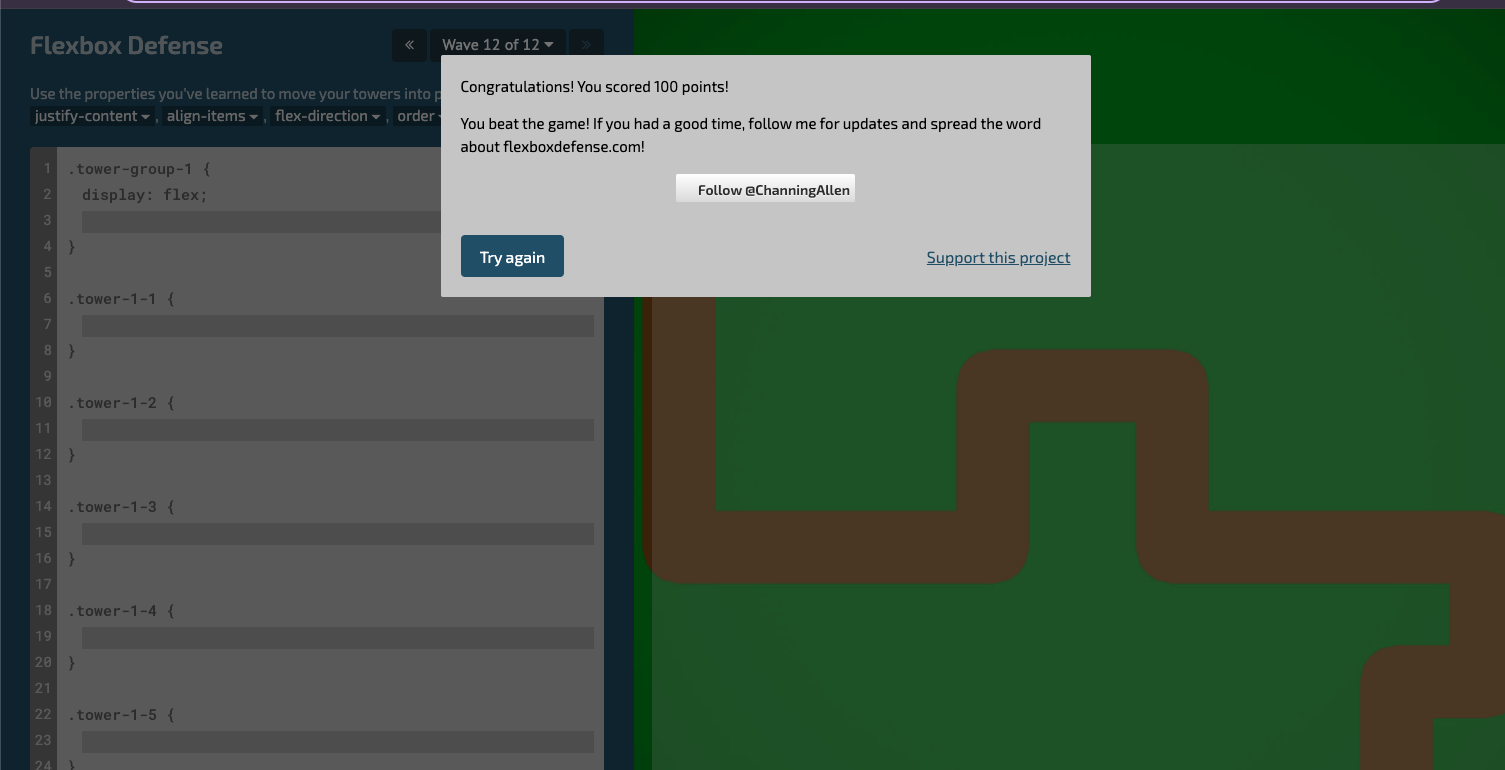 Flexbox Defense
« Wave 12 of 12 »
Use the properties you've learned to move your towers into
justify-content , align-items , flex-direction , order
Congratulations! You scored 100 points!
You beat the game! If you had a good time, follow me for updates and spread the word
about flexboxdefense.com!
Follow @ChanningAllen
Try again
Support this project
1 .tower-group-1 {
2 display: flex;
3
4 }
5
6 .tower-1-1 {
7
8 }
9
10 .tower-1-2 {
11
12 }
13
14 .tower-1-3 {
15
16 }
17
18 .tower-1-4 {
19
20 }
21
22 .tower-1-5 {
23
24 }